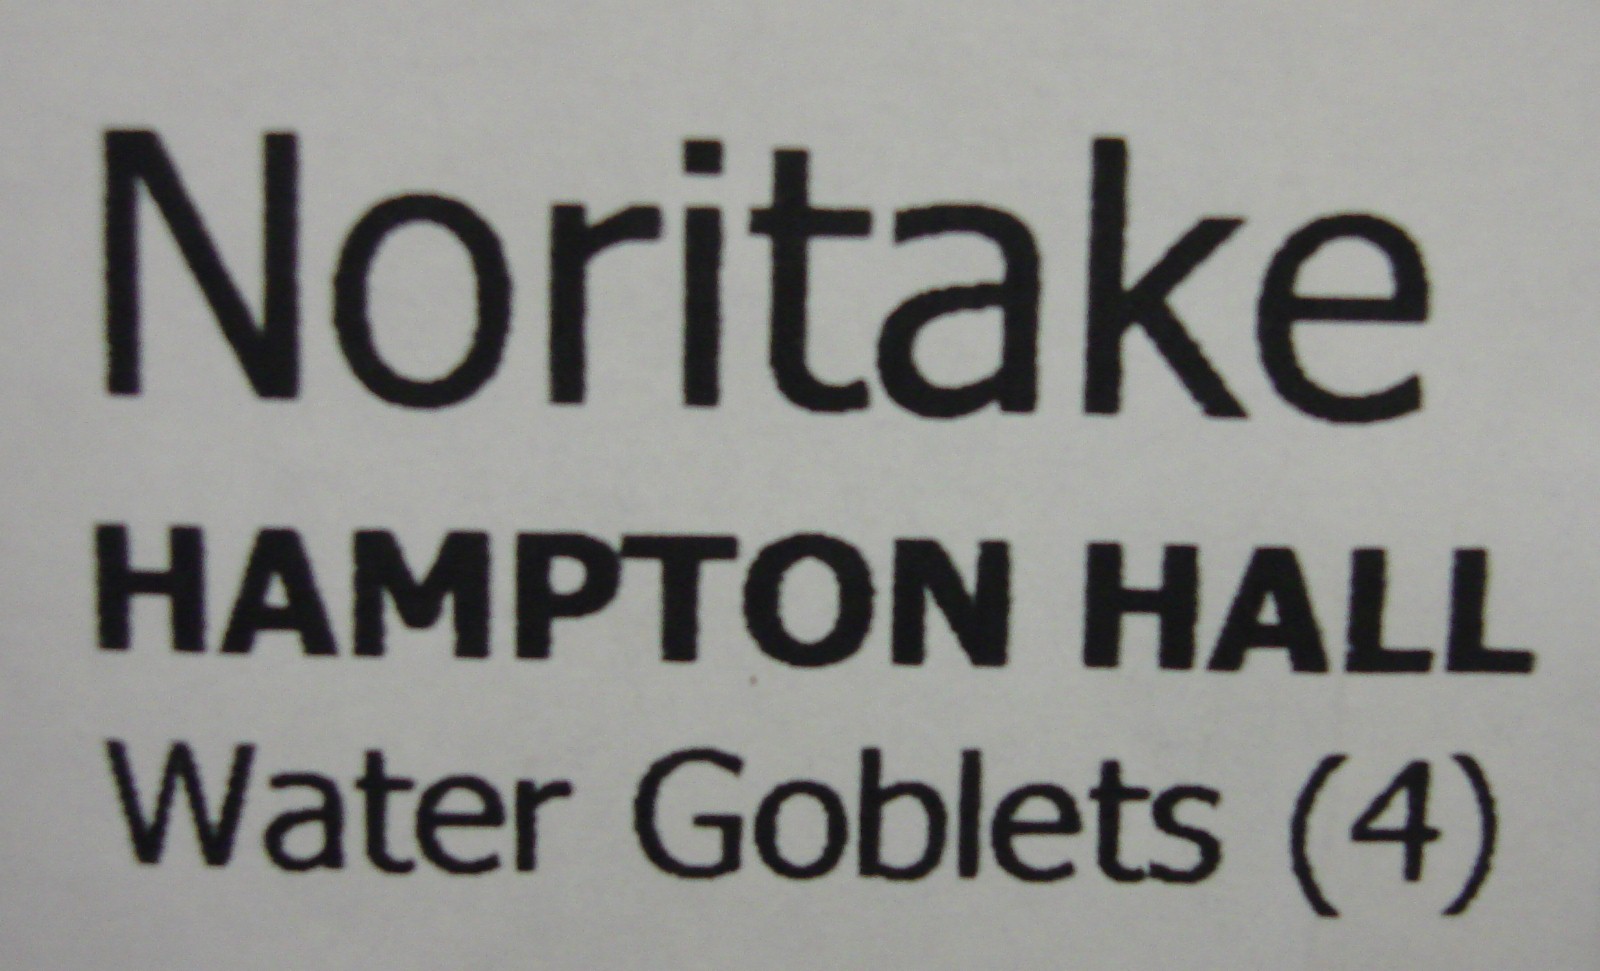 Noritake
HAMPTON HALL
Water Goblets (4)